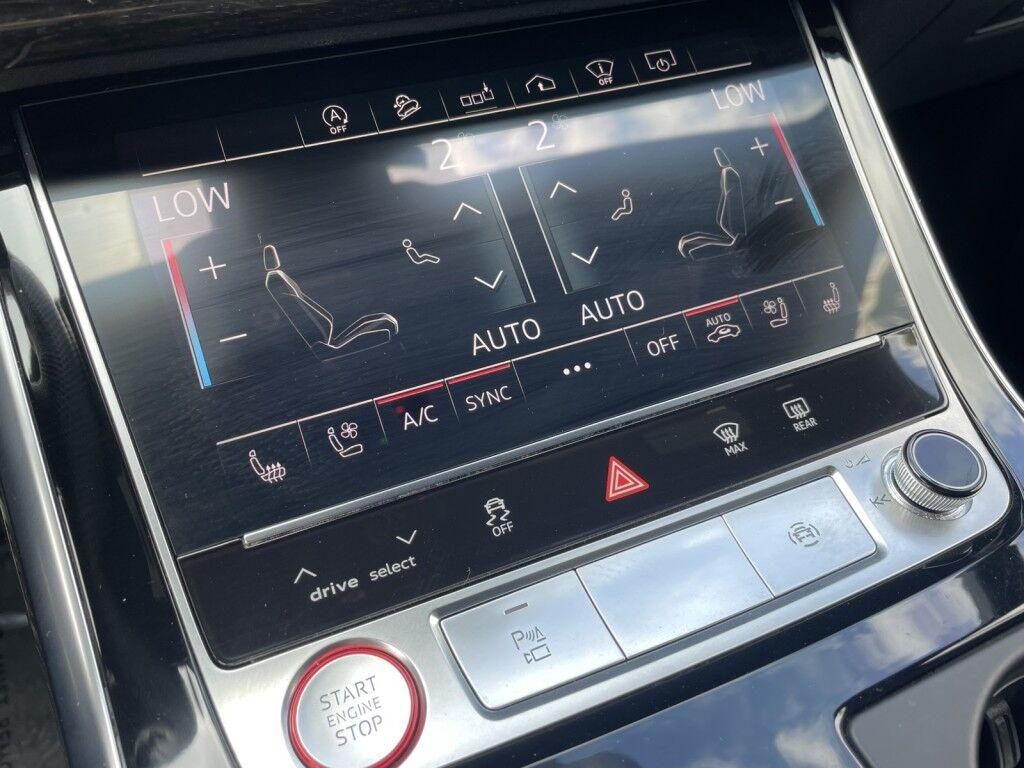 A
OFF
OFF
LOW
2
2
LOW
+
-
+
-
AUTO
AUTO
A/C
SYNC
...
OFF
AUTO
drive select
OFF
MAX
REAR
P
START
ENGINE
STOP